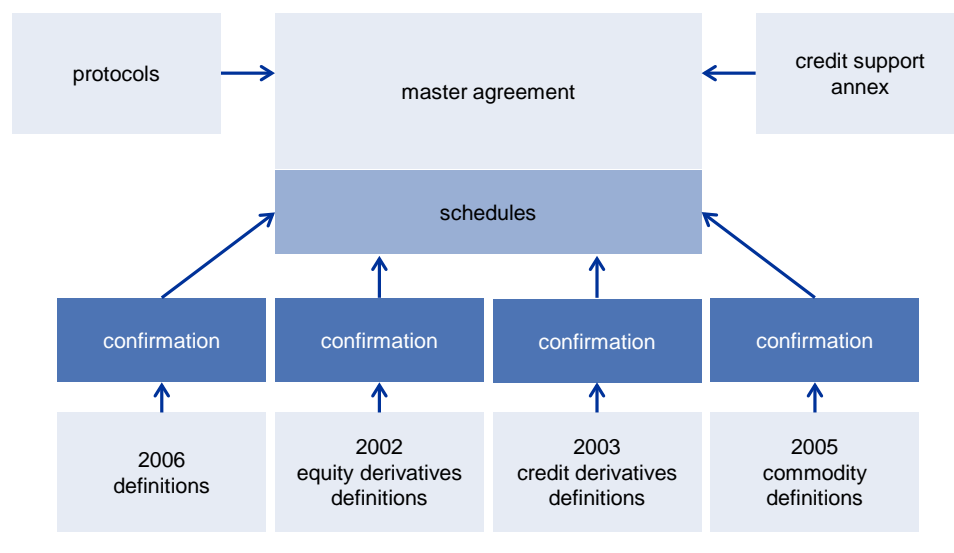 protocols
master agreement
credit support
annex
schedules
confirmation
confirmation
confirmation
confirmation
2006
definitions
2002
equity derivatives
definitions
2003
credit derivatives
definitions
2005
commodity
definitions